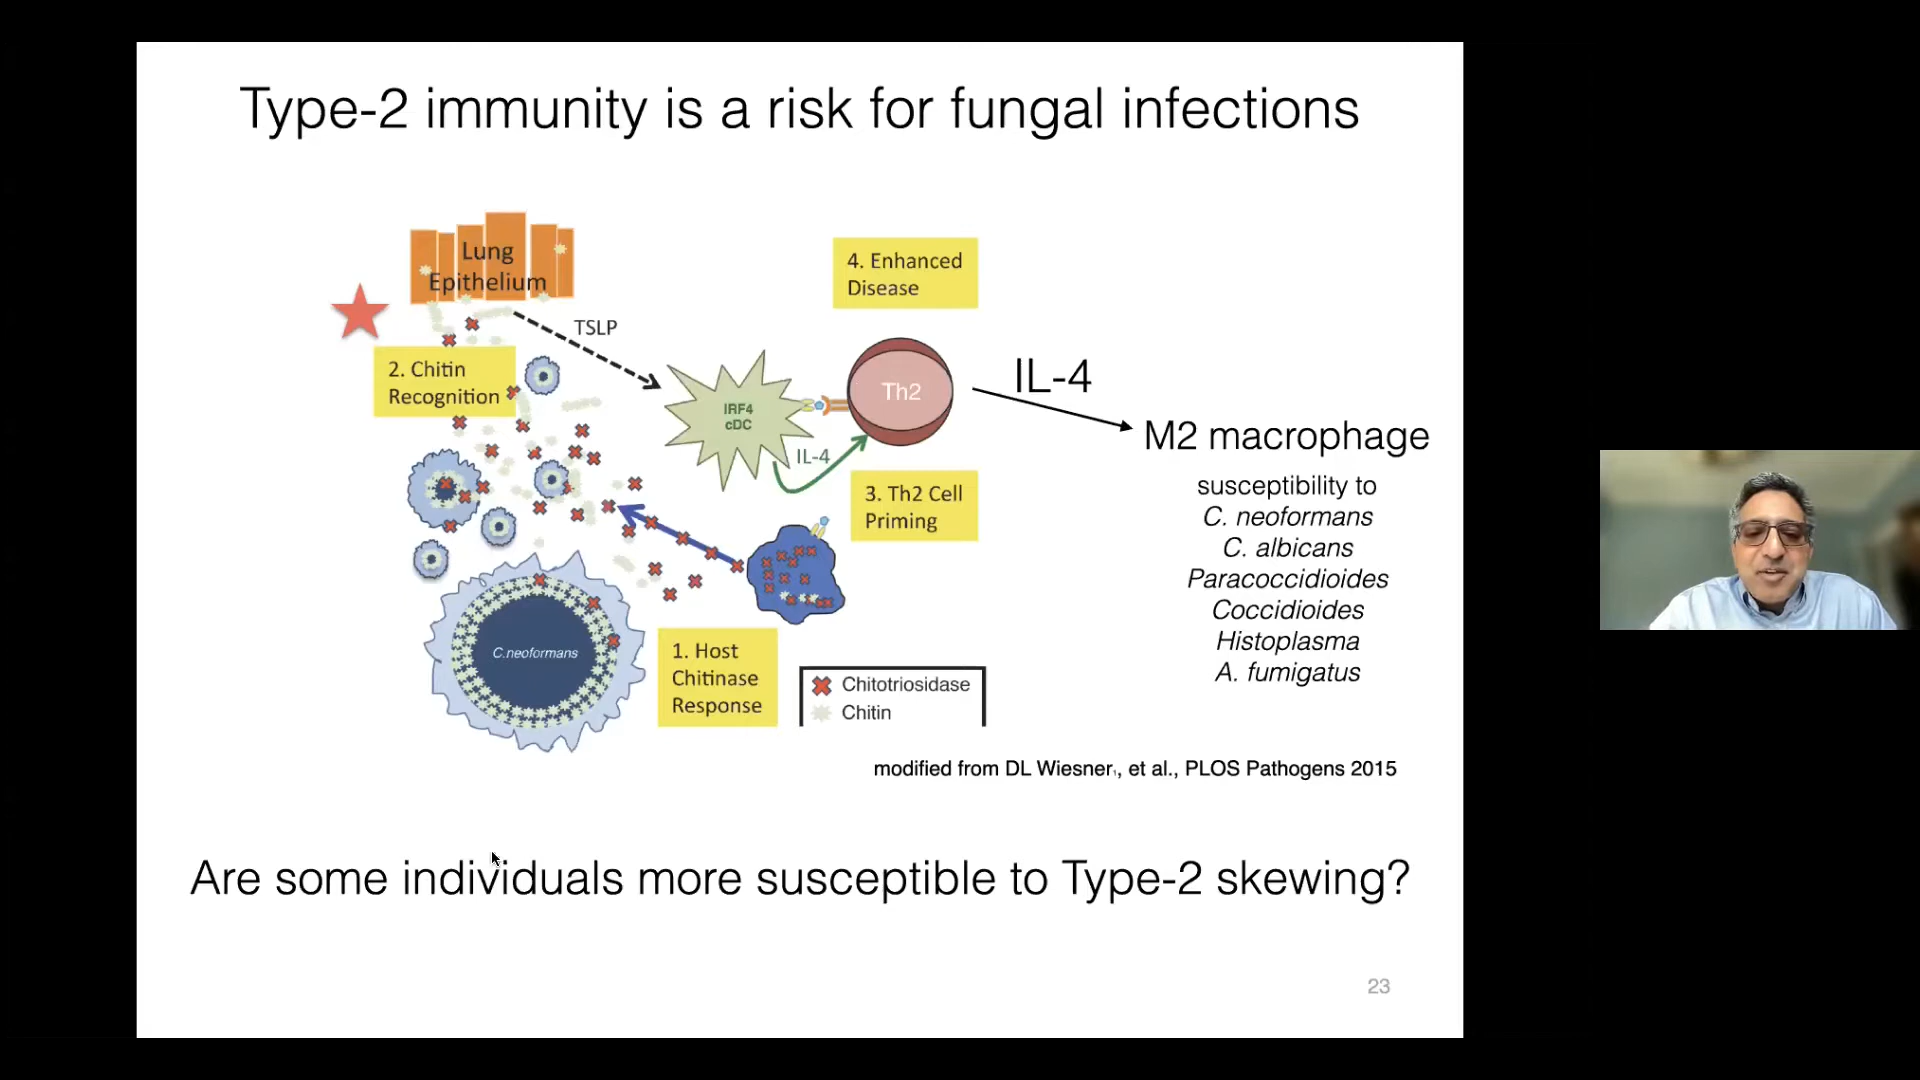 Type-2 immunity is a risk for fungal infections
Lung
Epithelium
TSLP
4. Enhanced
Disease
2. Chitin
Recognition
IRF4
cDC
Th2
IL-4
IL-4
M2 macrophage
3. Th2 Cell
Priming
susceptibility to
C. neoformans
C. albicans
Paracoccidioides
Coccidioides
Histoplasma
A. fumigatus
C.neoformans
1. Host
Chitinase
Response
Chitotriosidase
Chitin
modified from DL Wiesner, et al., PLOS Pathogens 2015
Are some individuals more susceptible to Type-2 skewing?
23